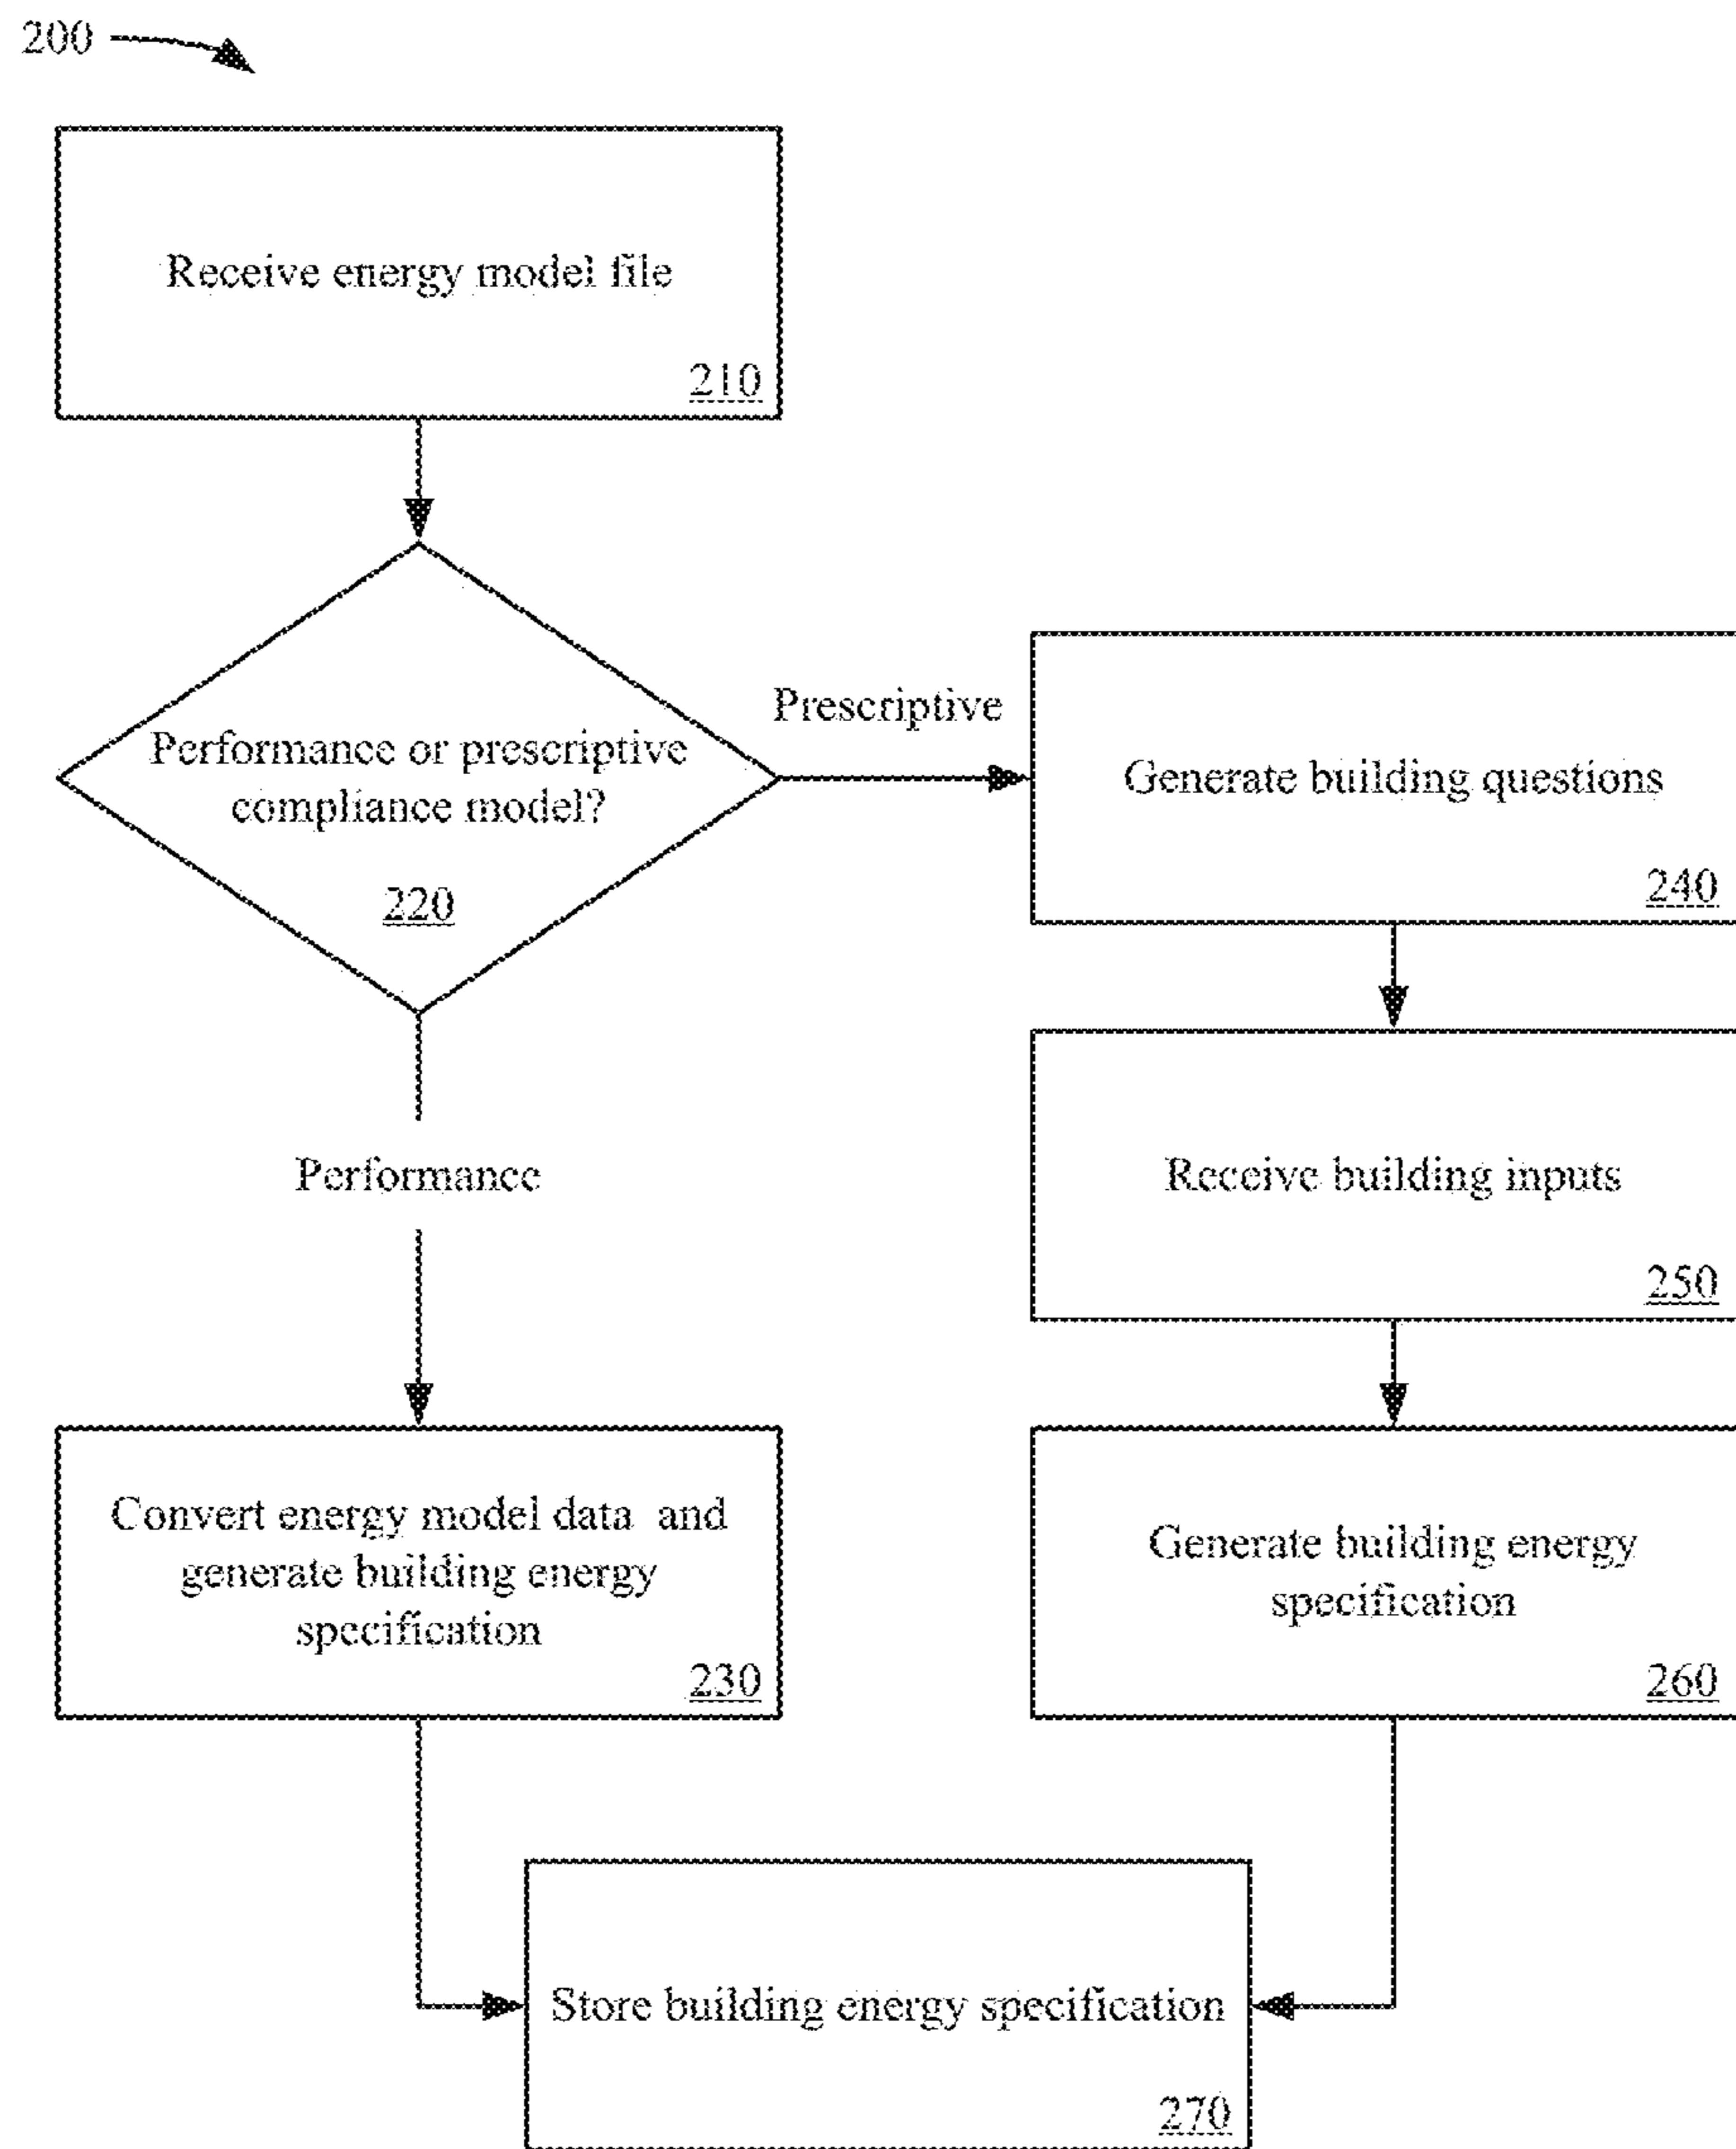 200
Receive energy model file
210
Performance or prescriptive
compliance model?
220
Prescriptive
Generate building questions
240
Performance
Receive building inputs
250
Convert energy model data and
generate building energy
specification
230
Generate building energy
specification
260
Store building energy specification
270